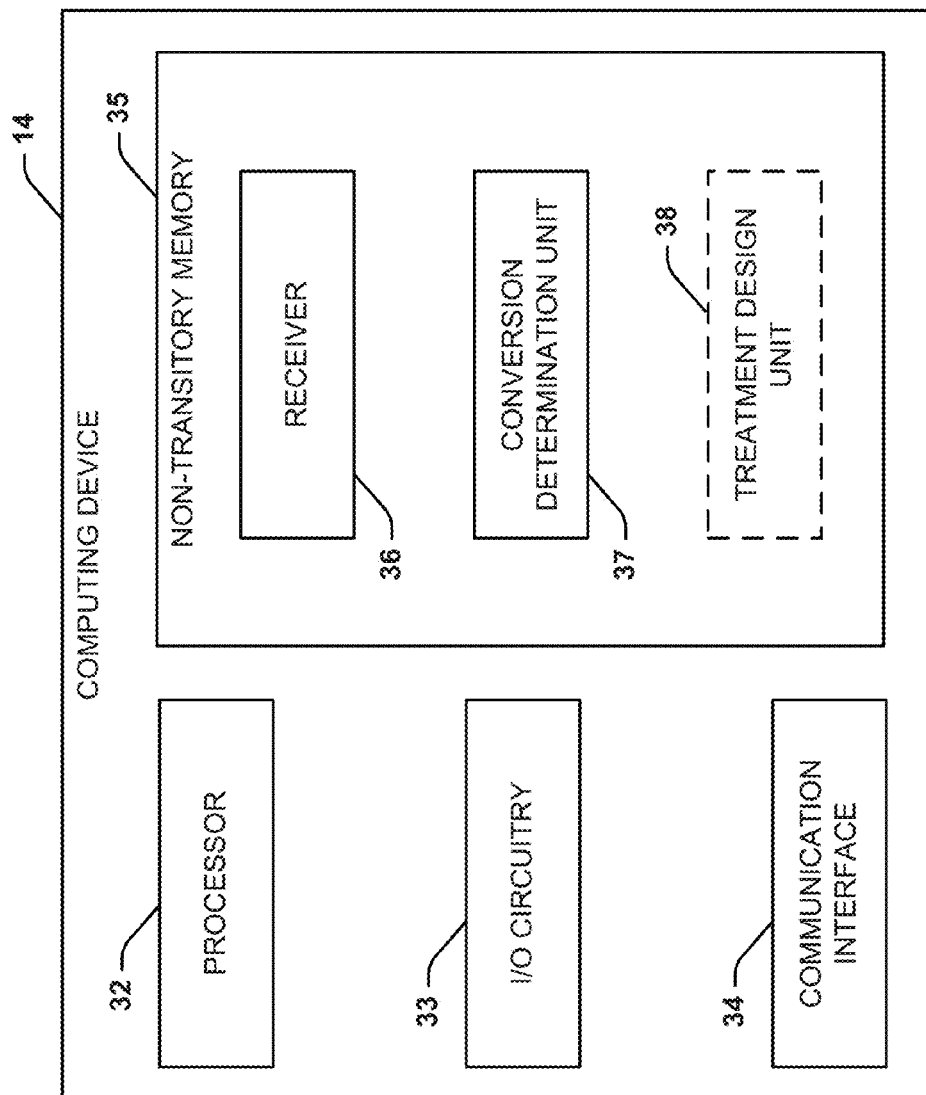 14
COMPUTING DEVICE
32
PROCESSOR
33
I/O CIRCUITRY
34
COMMUNICATION
INTERFACE
35
NON-TRANSITORY MEMORY
RECEIVER
36
CONVERSION
DETERMINATION UNIT
37
38
TREATMENT DESIGN
UNIT